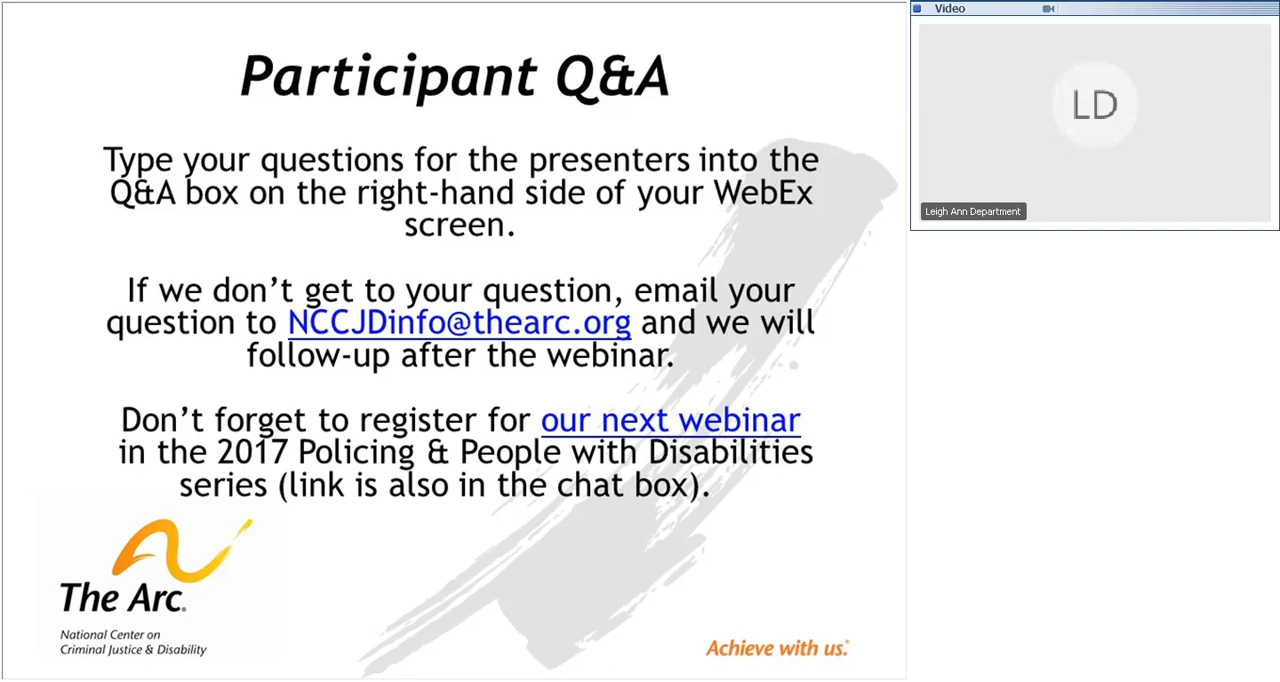 Participant Q&A
Type your questions for the presenters into the
Q&A box on the right-hand side of your WebEx
screen.
If we don’t get to your question, email your
question to NCCJDinfo@thearc.org and we will
follow-up after the webinar.
Don’t forget to register for our next webinar
in the 2017 Policing & People with Disabilities
series (link is also in the chat box).
The Arc®
National Center on
Criminal Justice & Disability
Achieve with us.®
Video
LD
Leigh Ann Department